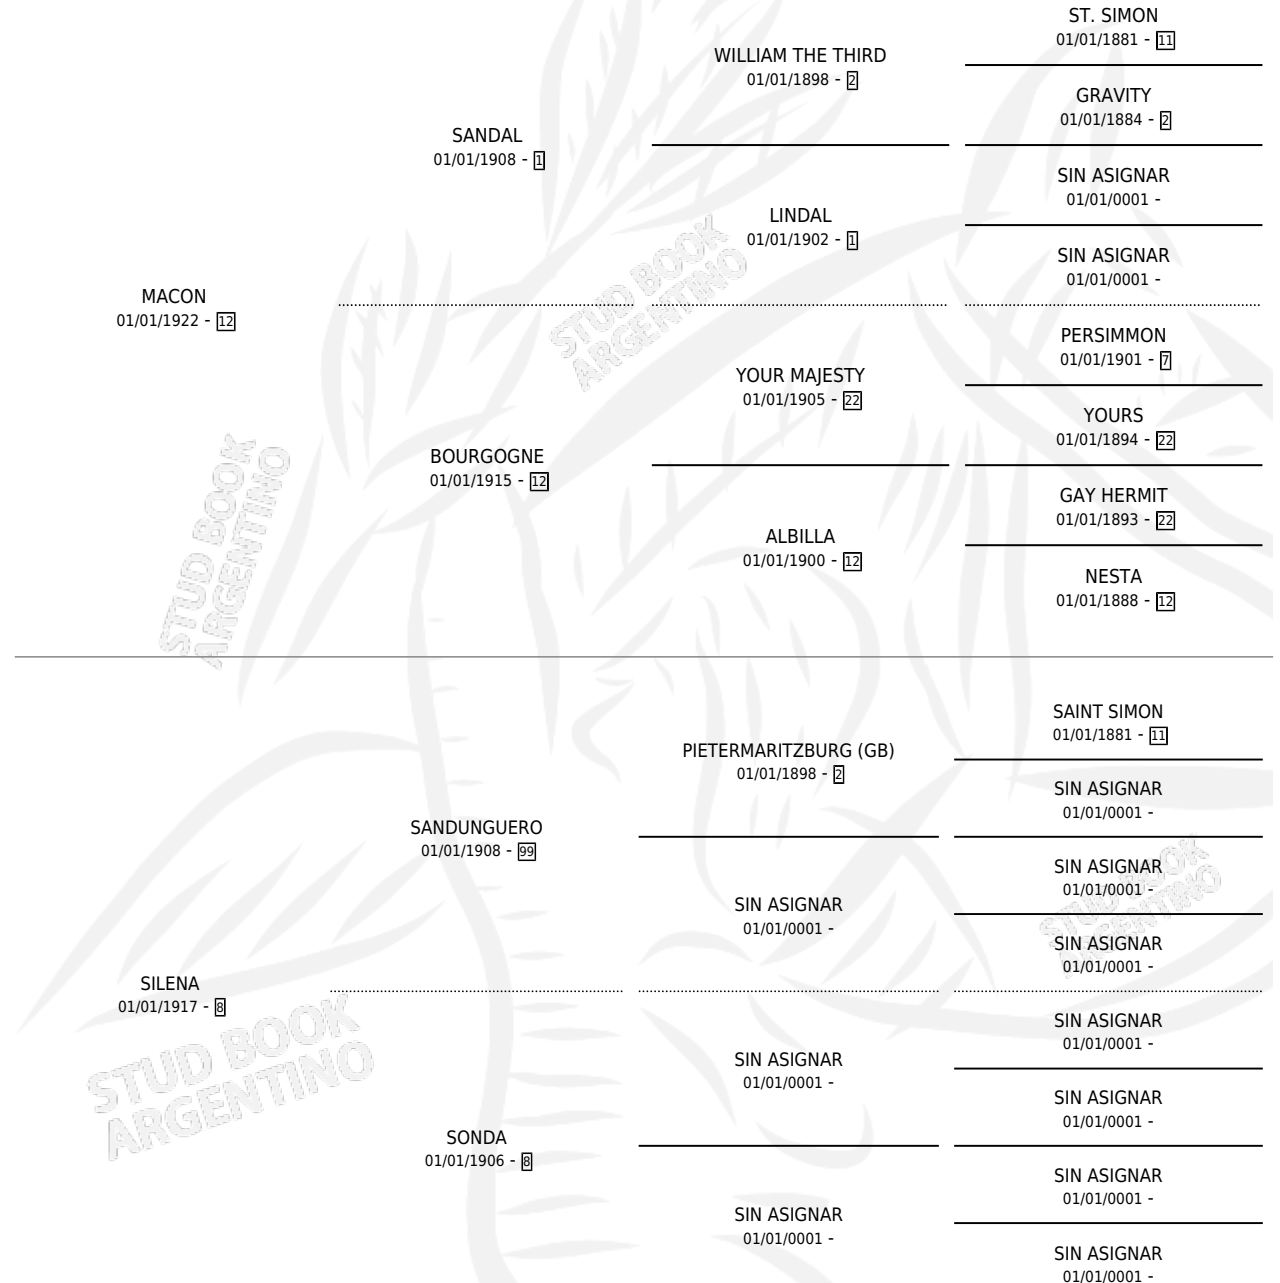 ST. SIMON
01/01/1881 - 11
WILLIAM THE THIRD
01/01/1898 - 2
GRAVITY
01/01/1884 - 2
SANDAL
01/01/1908 - 1
SIN ASIGNAR
01/01/0001 -
LINDAL
01/01/1902 - 1
SIN ASIGNAR
01/01/0001 -
MACON
01/01/1922 - 12
PERSIMMON
01/01/1901 - 7
YOUR MAJESTY
01/01/1905 - 22
YOURS
01/01/1894 - 22
BOURGOGNE
01/01/1915 - 12
GAY HERMIT
01/01/1893 - 22
ALBILLA
01/01/1900 - 12
NESTA
01/01/1888 - 12
STUD BOOK
ARGENTINO
STUD BOOK
ARGENTINO
SAINT SIMON
01/01/1881 - 11
PIETERMARITZBURG (GB)
01/01/1898 - 2
SIN ASIGNAR
01/01/0001 -
SANDUNGUERO
01/01/1908 - 99
SIN ASIGNAR
01/01/0001 -
SIN ASIGNAR
01/01/0001 -
SIN ASIGNAR
01/01/0001 -
SILENA
01/01/1917 - 8
SIN ASIGNAR
01/01/0001 -
SIN ASIGNAR
01/01/0001 -
SIN ASIGNAR
01/01/0001 -
SONDA
01/01/1906 - 8
SIN ASIGNAR
01/01/0001 -
SIN ASIGNAR
01/01/0001 -
SIN ASIGNAR
01/01/0001 -
STUD BOOK
ARGENTINO
STUD BOOK
ARGENTINO